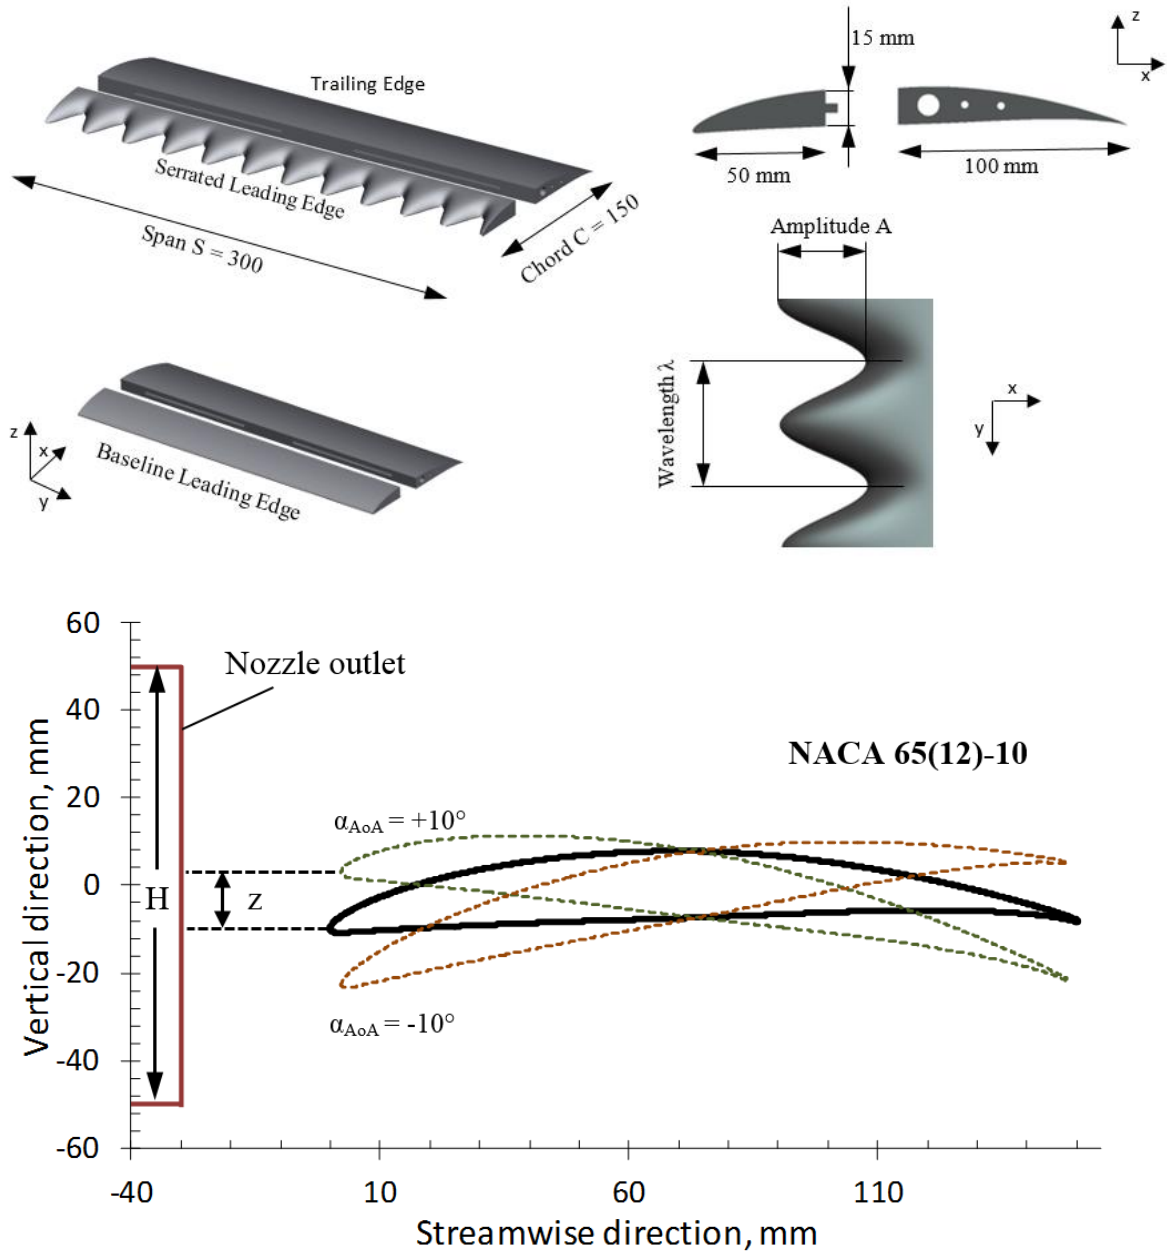 Trailing Edge
Serrated Leading Edge
Span S = 300
Chord C = 150
15 mm
z
x
50 mm
100 mm
Amplitude A
Wavelength λ
x
y
z
x
y
Baseline Leading Edge
60
40
20
0
-20
-40
-60
Vertical direction, mm
Nozzle outlet
NACA 65(12)-10
αAoA = +10°
H
z
αAoA = -10°
-40
10
60
110
Streamwise direction, mm